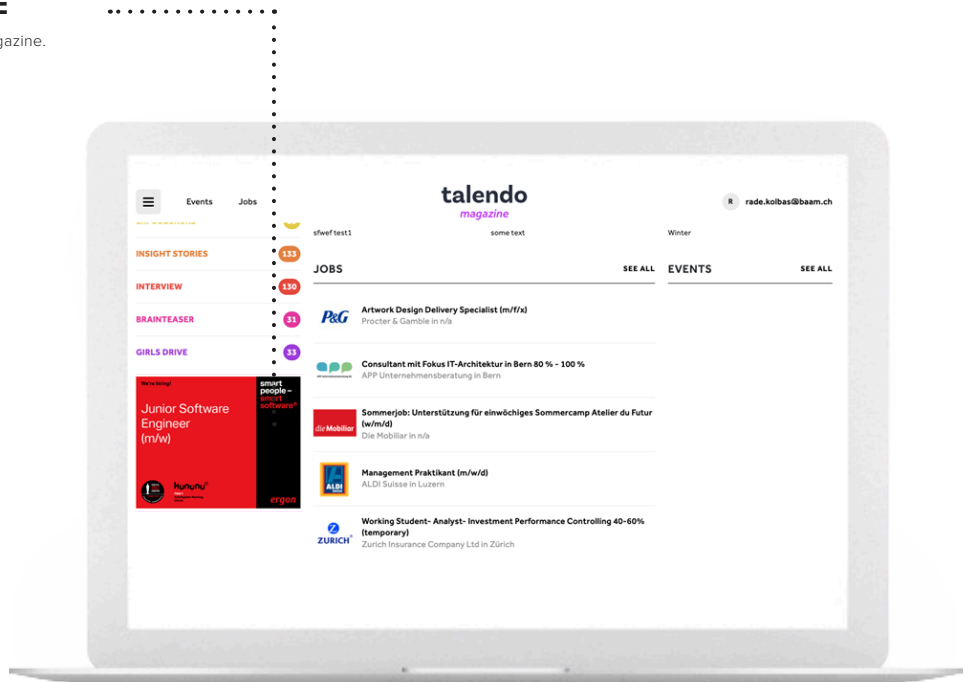 gazine.
Events
Jobs
talendo
magazine
R
rade.kolbas@baam.ch
sfwef test1
some text
Winter
INSIGHT STORIES
133
INTERVIEW
130
BRAINTEASER
31
GIRLS DRIVE
33
We're hiring!
Junior Software
Engineer
(m/w)
kununu
smart
people –
smart
software
ergon
JOBS
SEE ALL
P&G
Artwork Design Delivery Specialist (m/f/x)
Procter & Gamble in n/a
Consultant mit Fokus IT-Architektur in Bern 80 % - 100 %
APP Unternehmensberatung in Bern
die Mobiliar
Sommerjob: Unterstützung für einwöchiges Sommercamp Atelier du Futur
(w/m/d)
Die Mobiliar in n/a
ALDI
Management Praktikant (m/w/d)
ALDI Suisse in Luzern
Z
ZURICH
Working Student- Analyst- Investment Performance Controlling 40-60%
(temporary)
Zurich Insurance Company Ltd in Zürich
EVENTS
SEE ALL